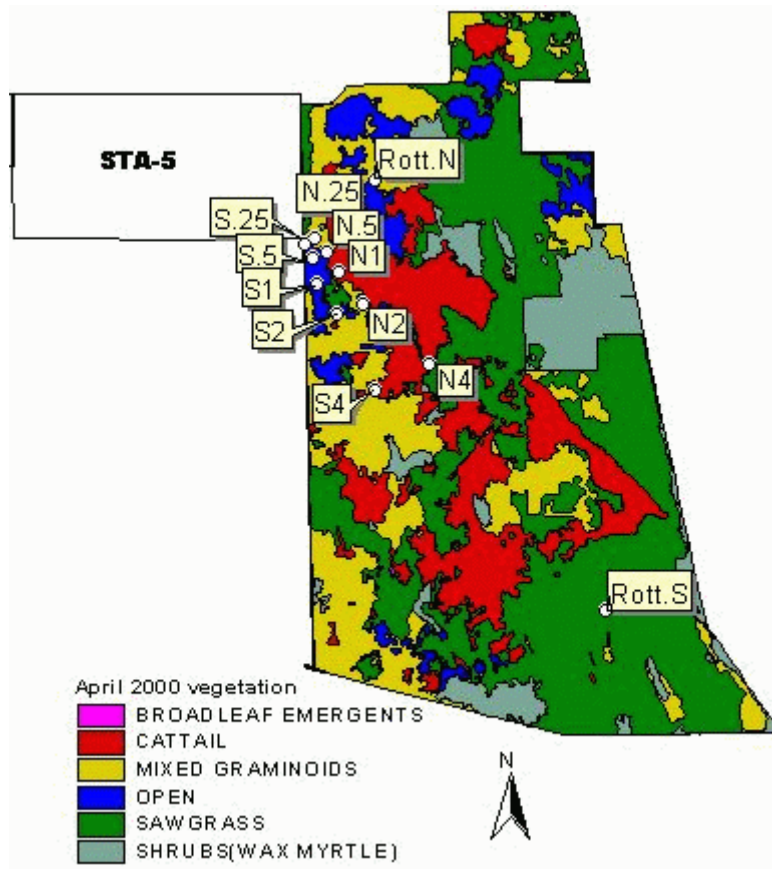 STA-5
Rott.N
N.25
S.25
N.5
S.5
N1
S1
N2
S2
N4
S4
Rott.S
April 2000 vegetation
BROADLEAF EMERGENTS
CATTAIL
MIXED GRAMINOIDS
OPEN
SAWGRASS
SHRUBS(WAX MYRTLE)
N